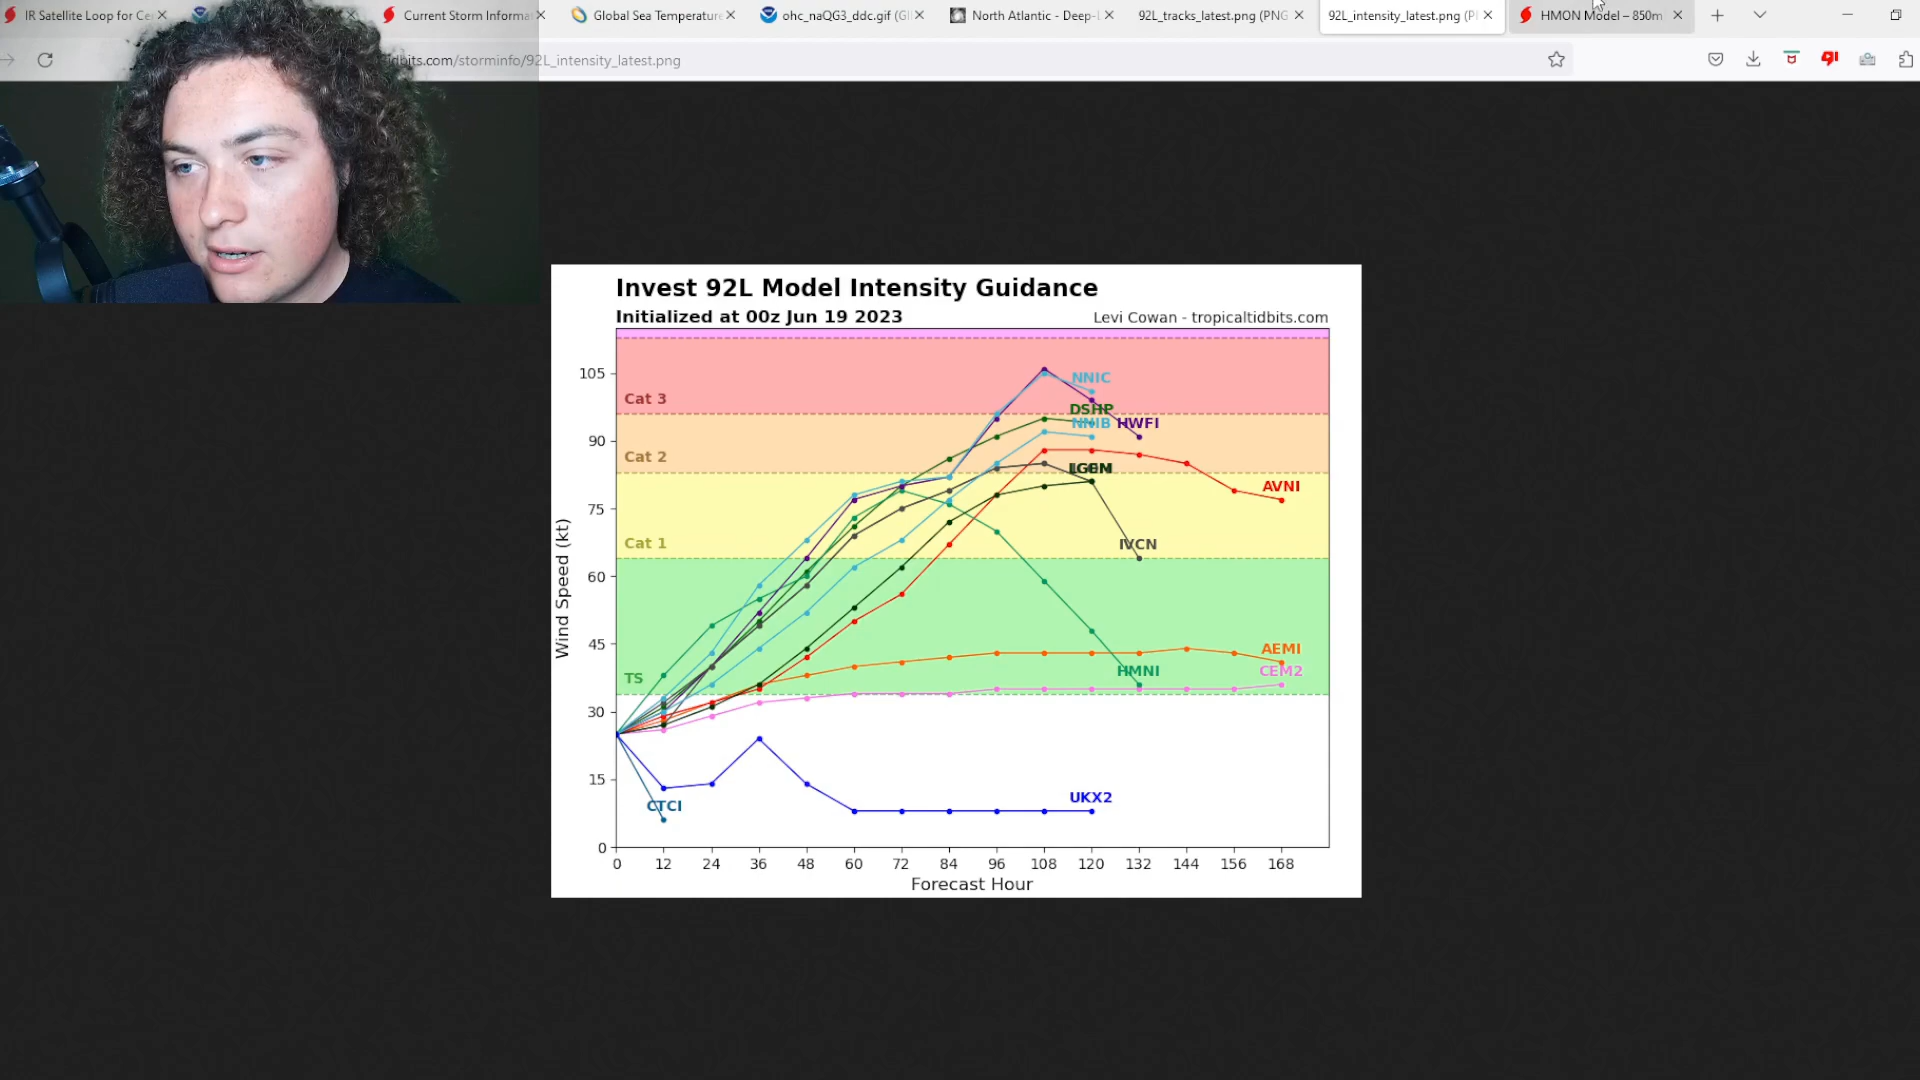 IR Satellite Loop for Ce
Current Storm Informat
Global Sea Temperature
ohc_naQG3_ddc.gif (GI
North Atlantic - Deep-L
92L_tracks_latest.png (PNG
92L_intensity_latest.png (P
HMON Model – 850m
bits.com/storminfo/92L_intensity_latest.png
Invest 92L Model Intensity Guidance
Initialized at 00z Jun 19 2023
Levi Cowan - tropicaltidbits.com
Wind Speed (kt)
105
90
75
60
45
30
15
0
Cat 3
Cat 2
Cat 1
TS
NNIC
DSHP
NNIB
HWFI
LGEM
AVNI
IVCN
AEMI
HMNI
CEM2
CTCI
UKX2
0 12 24 36 48 60 72 84 96 108 120 132 144 156 168
Forecast Hour